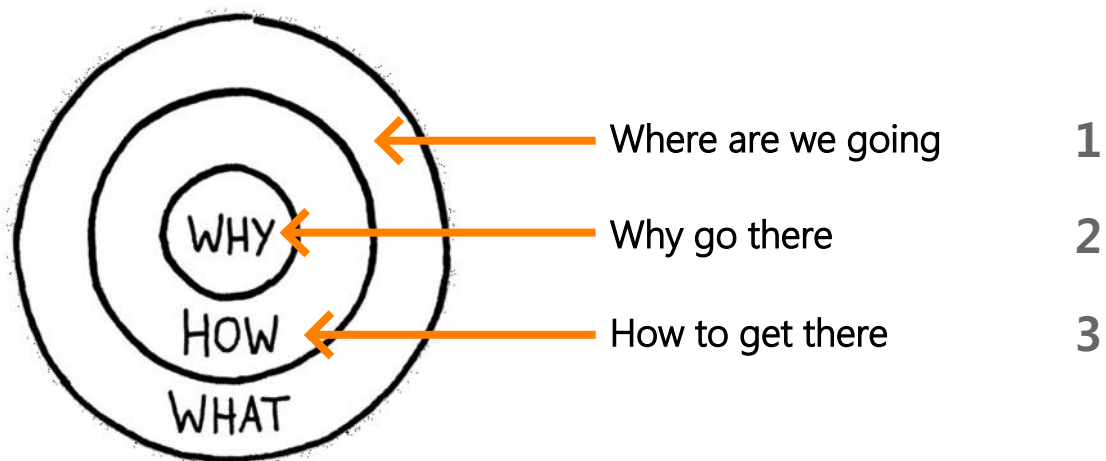 WHY
HOW
WHAT
Where are we going 1
Why go there 2
How to get there 3